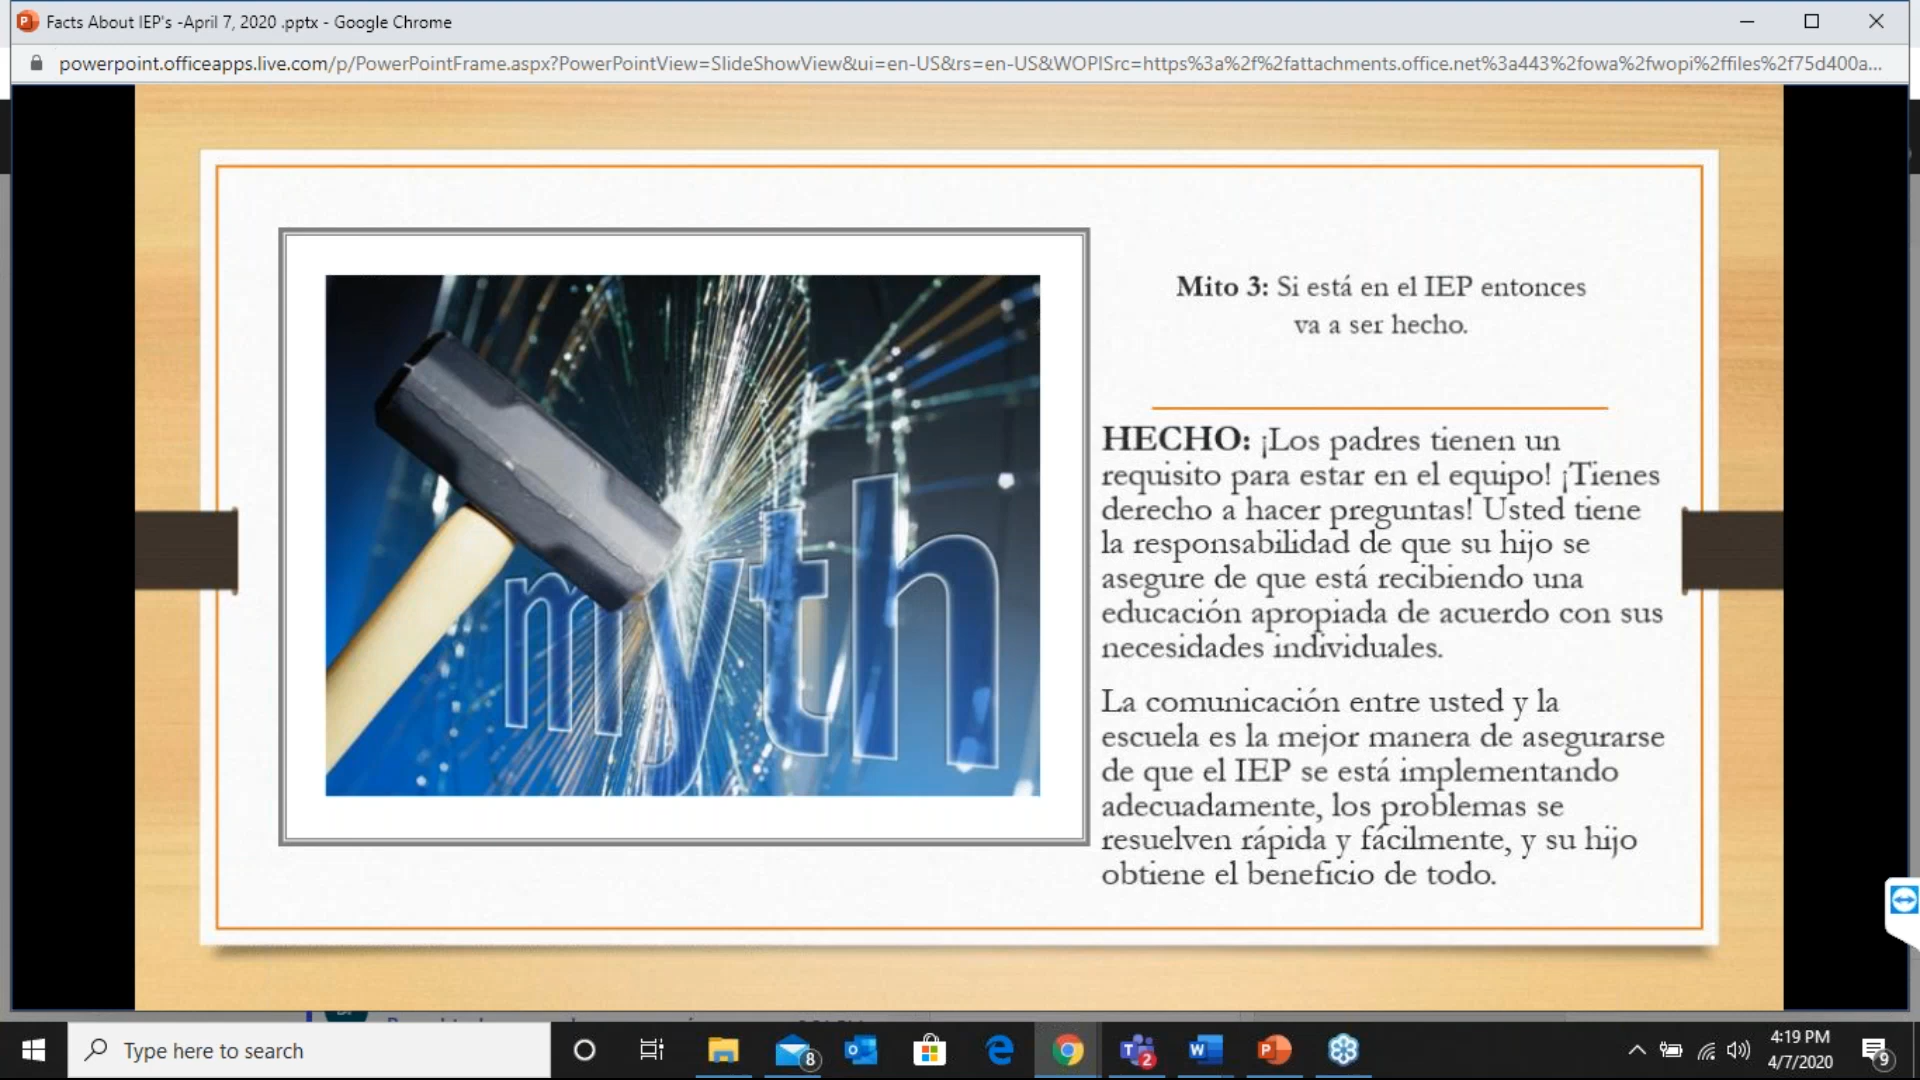 Facts About IEP's -April 7, 2020 .pptx - Google Chrome
powerpoint.officeapps.live.com/p/PowerPointFrame.aspx?PowerPointView=SlideShowView&ui=en-US&rs=en-US&WOPISrc=https%3a%2f%2fattachments.office.net%3a443%2fowa%2fwopi%2ffiles%2f75d400a...
myth
Mito 3: Si está en el IEP entonces
va a ser hecho.
HECHO: ¡Los padres tienen un
requisito para estar en el equipo! ¡Tienes
derecho a hacer preguntas! Usted tiene
la responsabilidad de que su hijo se
asegure de que está recibiendo una
educación apropiada de acuerdo con sus
necesidades individuales.
La comunicación entre usted y la
escuela es la mejor manera de asegurarse
de que el IEP se está implementando
adecuadamente, los problemas se
resuelven rápida y fácilmente, y su hijo
obtiene el beneficio de todo.
Type here to search
8
2
4:19 PM
4/7/2020
9